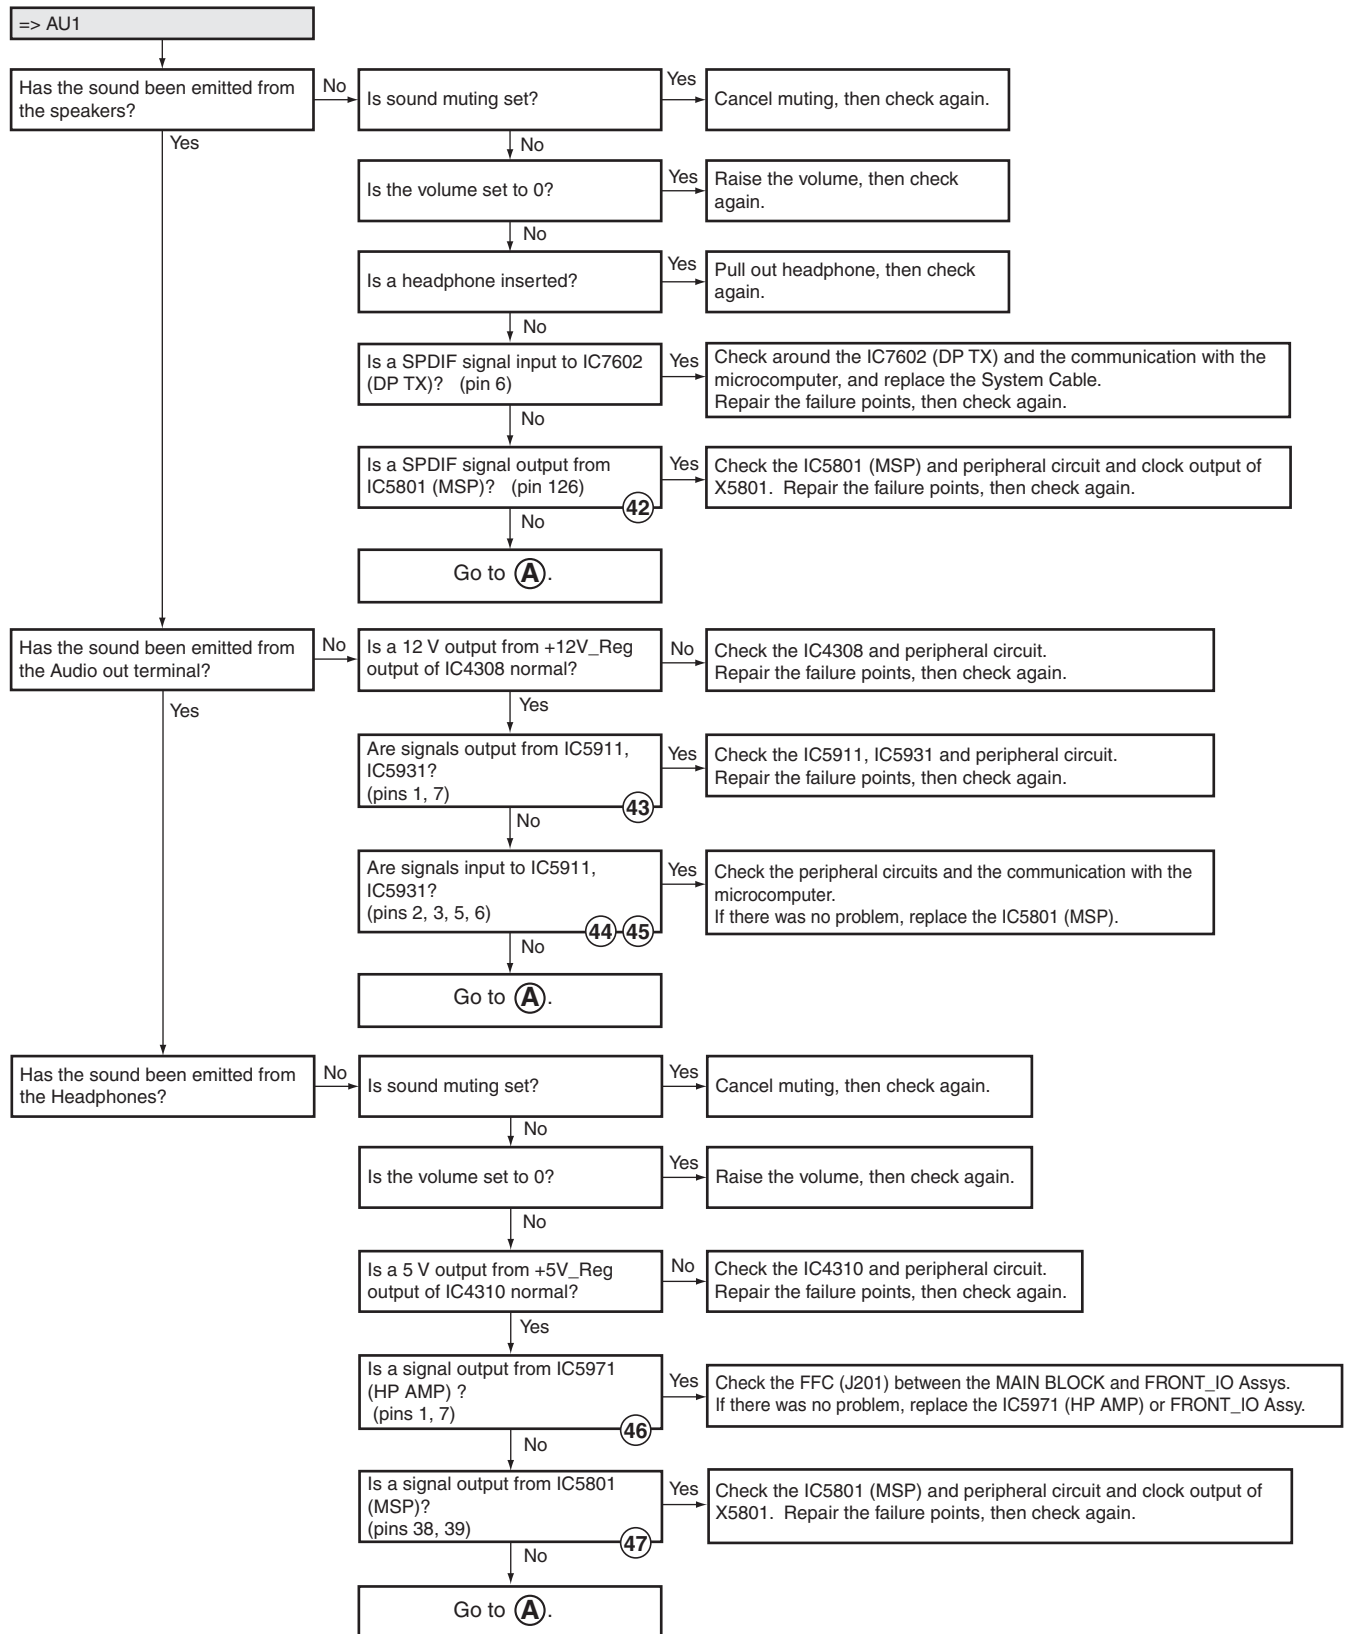 => AU1
Has the sound been emitted from
the speakers?
No
Is sound muting set?
Yes
Cancel muting, then check again.
Yes
No
Is the volume set to 0?
Yes
Raise the volume, then check
again.
No
Is a headphone inserted?
Yes
Pull out headphone, then check
again.
No
Is a SPDIF signal input to IC7602
(DP TX)? (pin 6)
Yes
Check around the IC7602 (DP TX) and the communication with the
microcomputer, and replace the System Cable.
Repair the failure points, then check again.
No
Is a SPDIF signal output from
IC5801 (MSP)? (pin 126)
42
Yes
Check the IC5801 (MSP) and peripheral circuit and clock output of
X5801. Repair the failure points, then check again.
No
Go to A.
Has the sound been emitted from
the Audio out terminal?
No
Is a 12 V output from +12V_Reg
output of IC4308 normal?
No
Check the IC4308 and peripheral circuit.
Repair the failure points, then check again.
Yes
Yes
Are signals output from IC5911,
IC5931?
(pins 1, 7)
43
Yes
Check the IC5911, IC5931 and peripheral circuit.
Repair the failure points, then check again.
No
Are signals input to IC5911,
IC5931?
(pins 2, 3, 5, 6)
44 45
Yes
Check the peripheral circuits and the communication with the
microcomputer.
If there was no problem, replace the IC5801 (MSP).
No
Go to A.
Has the sound been emitted from
the Headphones?
No
Is sound muting set?
Yes
Cancel muting, then check again.
No
Is the volume set to 0?
Yes
Raise the volume, then check again.
No
Is a 5 V output from +5V_Reg
output of IC4310 normal?
No
Check the IC4310 and peripheral circuit.
Repair the failure points, then check again.
Yes
Is a signal output from IC5971
(HP AMP) ?
(pins 1, 7)
46
Yes
Check the FFC (J201) between the MAIN BLOCK and FRONT_IO Assys.
If there was no problem, replace the IC5971 (HP AMP) or FRONT_IO Assy.
No
Is a signal output from IC5801
(MSP)?
(pins 38, 39)
47
Yes
Check the IC5801 (MSP) and peripheral circuit and clock output of
X5801. Repair the failure points, then check again.
No
Go to A.